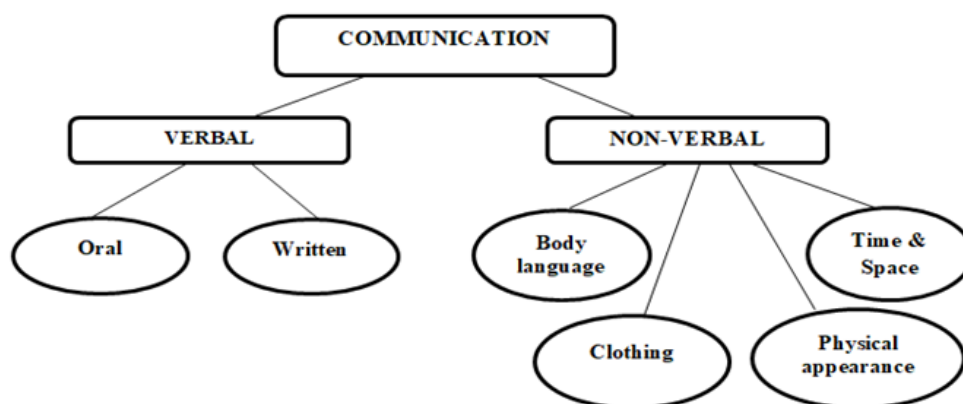 COMMUNICATION
VERBAL
NON-VERBAL
Oral
Written
Body
language
Time &
Space
Clothing
Physical
appearance